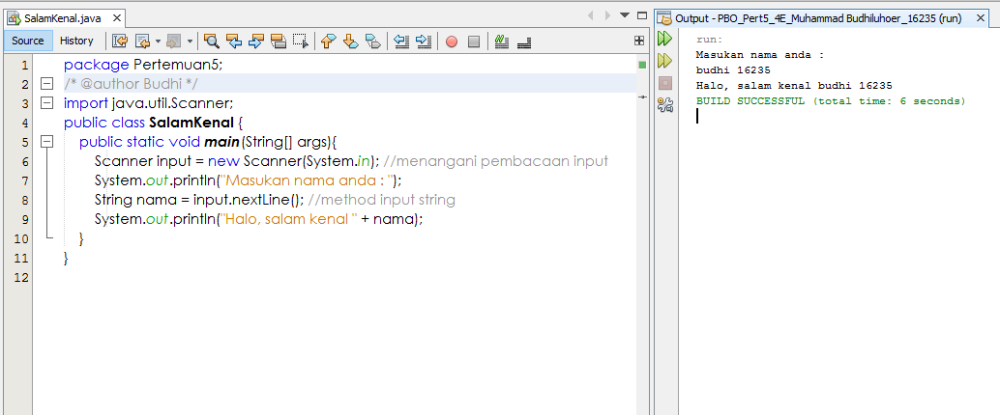 SalamKenal.java
Source History
1 package Pertemuan5;
2 /* @author Budhi */
3 import java.util.Scanner;
4 public class SalamKenal {
5 public static void main(String[] args){
6 Scanner input = new Scanner(System.in); //menangani pembacaan input
7 System.out.println("Masukan nama anda : ");
8 String nama = input.nextLine(); //method input string
9 System.out.println("Halo, salam kenal " + nama);
10 }
11 }
12
Output - PBO_Pert5_4E_Muhammad Budhiluhoer_16235 (run)
run:
Masukan nama anda :
budhi 16235
Halo, salam kenal budhi 16235
BUILD SUCCESSFUL (total time: 6 seconds)